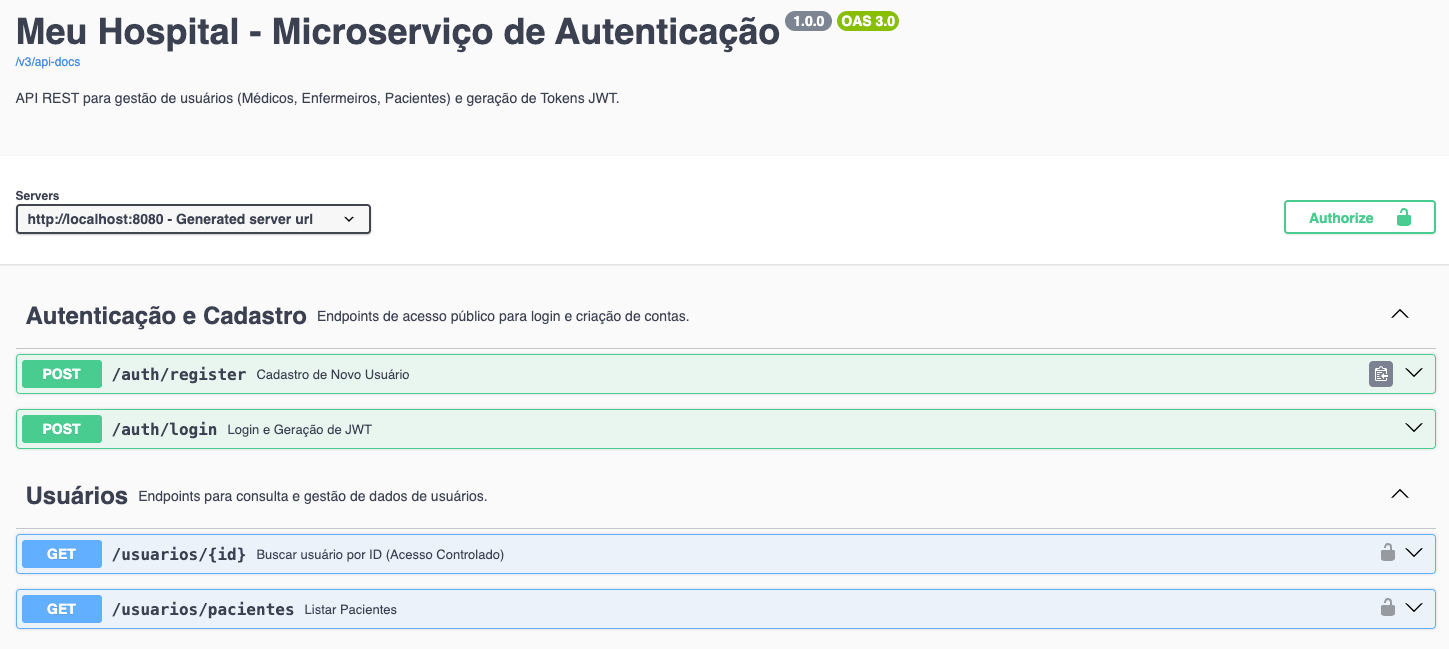 Meu Hospital - Microserviço de Autenticação 1.0.0 OAS 3.0
/v3/api-docs
API REST para gestão de usuários (Médicos, Enfermeiros, Pacientes) e geração de Tokens JWT.
Servers
http://localhost:8080 - Generated server url
Authorize
Autenticação e Cadastro Endpoints de acesso público para login e criação de contas.
POST /auth/register Cadastro de Novo Usuário
POST /auth/login Login e Geração de JWT
Usuários Endpoints para consulta e gestão de dados de usuários.
GET /usuarios/{id} Buscar usuário por ID (Acesso Controlado)
GET /usuarios/pacientes Listar Pacientes